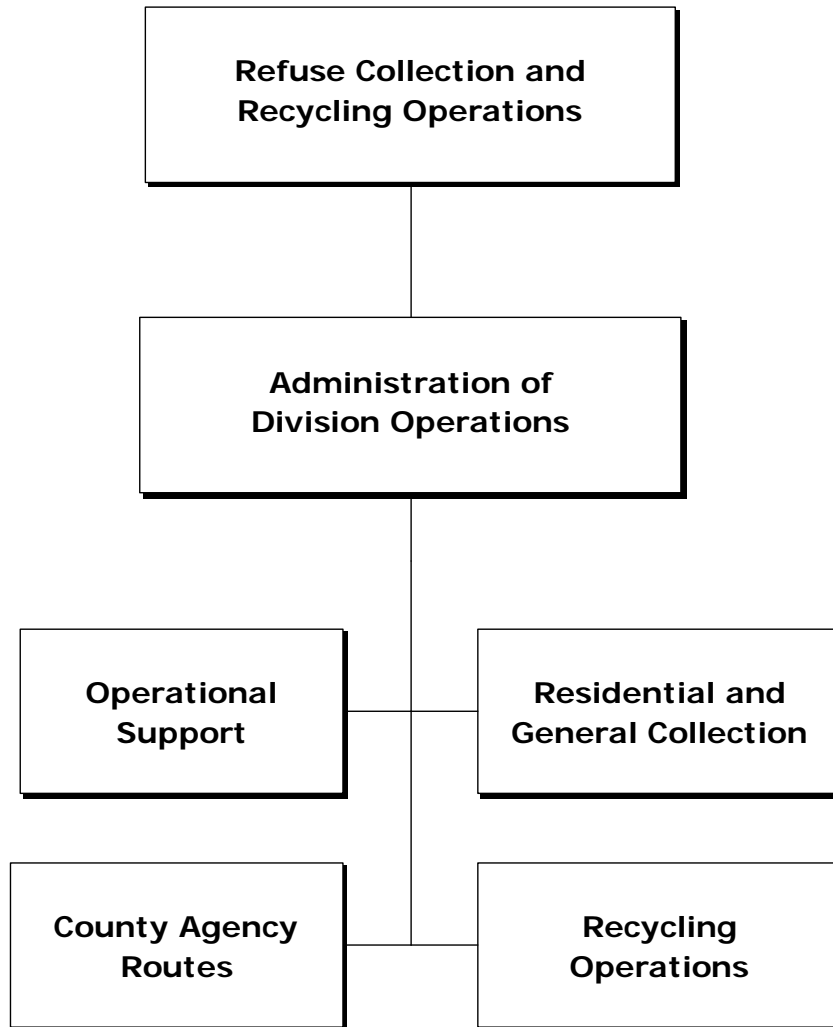 Refuse Collection and
Recycling Operations
Administration of
Division Operations
Operational
Support
Residential and
General Collection
County Agency
Routes
Recycling
Operations